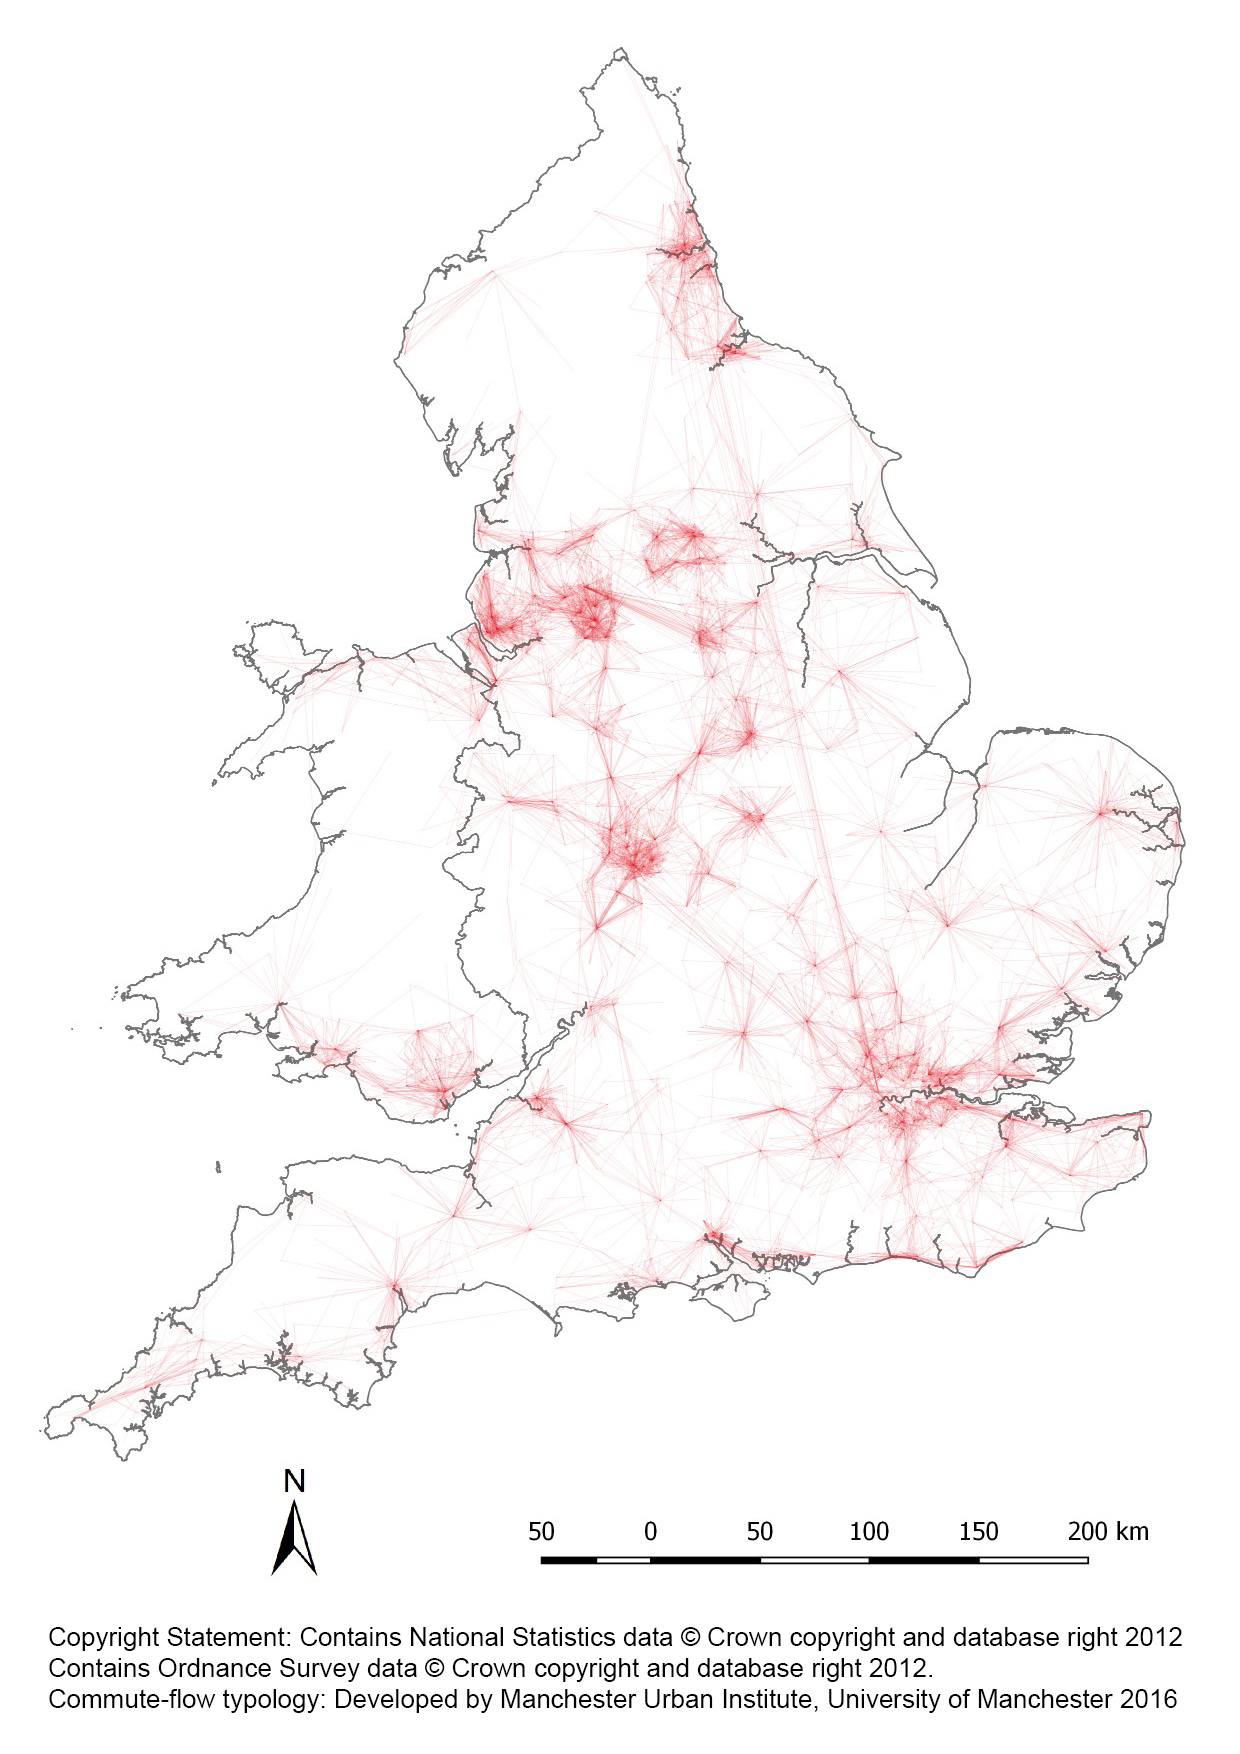 N
50 0 50 100 150 200 km
Copyright Statement: Contains National Statistics data © Crown copyright and database right 2012
Contains Ordnance Survey data © Crown copyright and database right 2012.
Commute-flow typology: Developed by Manchester Urban Institute, University of Manchester 2016